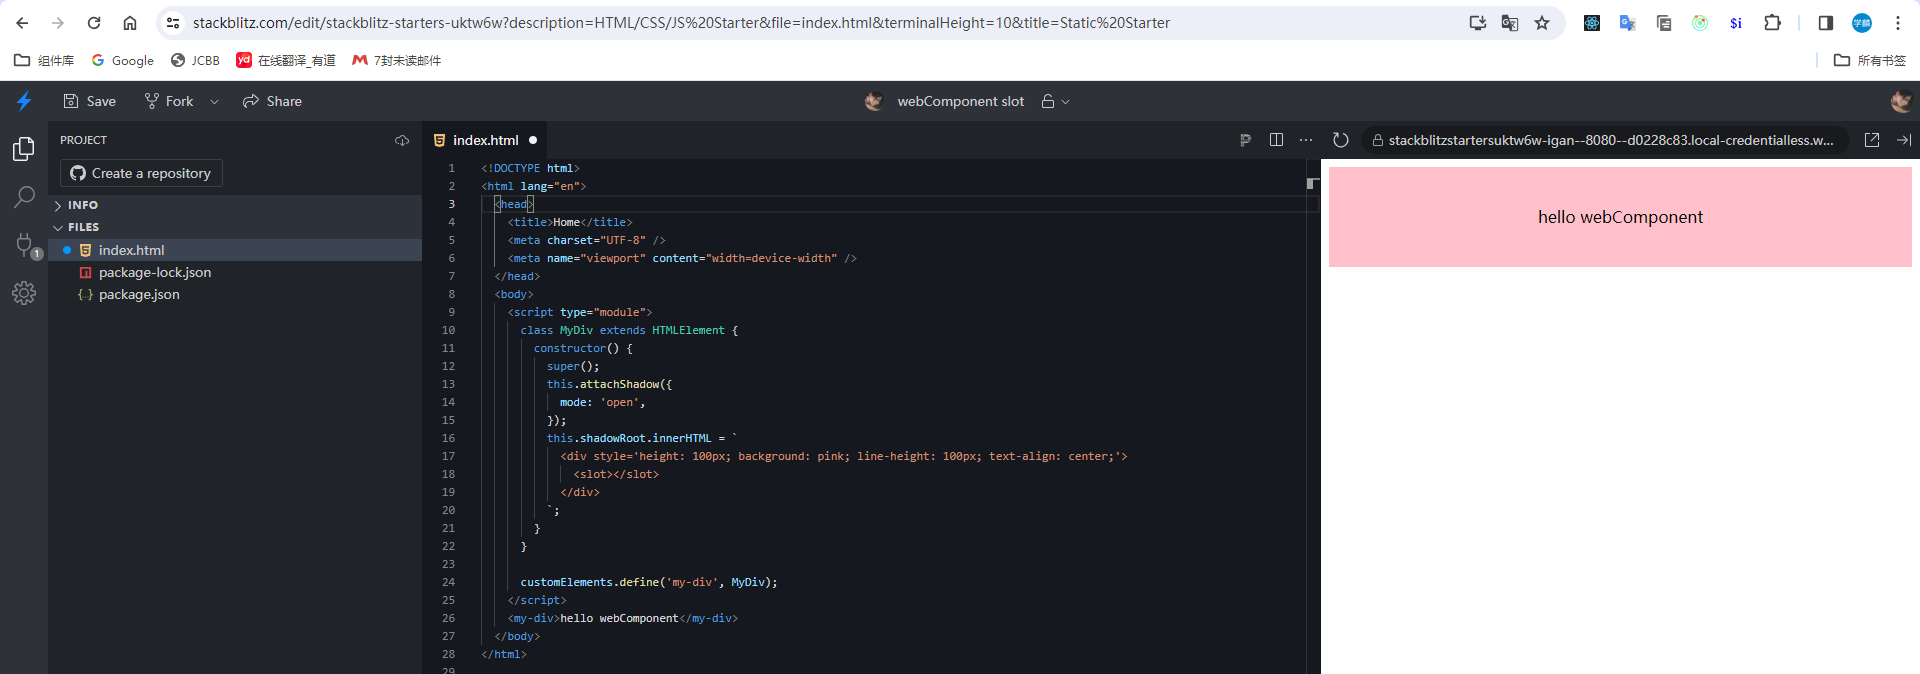 stackblitz.com/edit/stackblitz-starters-uktw6w?description=HTML/CSS/JS%20Starter&file=index.html&terminalHeight=10&title=Static%20Starter
$i
学麟
组件库
Google
JCBB
yd 在线翻译_有道
7封未读邮件
所有书签
Save
Fork
Share
webComponent slot
PROJECT
Create a repository
INFO
FILES
index.html
package-lock.json
package.json
1
index.html
stackblitzstartersuktw6w-igan--8080--d0228c83.local-credentialless.w...
1 <!DOCTYPE html>
2 <html lang="en">
3 <head>
4 <title>Home</title>
5 <meta charset="UTF-8" />
6 <meta name="viewport" content="width=device-width" />
7 </head>
8 <body>
9 <script type="module">
10 class MyDiv extends HTMLElement {
11 constructor() {
12 super();
13 this.attachShadow({
14 mode: 'open',
15 });
16 this.shadowRoot.innerHTML = `
17 <div style='height: 100px; background: pink; line-height: 100px; text-align: center;'>
18 <slot></slot>
19 </div>
20 `;
21 }
22 }
23
24 customElements.define('my-div', MyDiv);
25 </script>
26 <my-div>hello webComponent</my-div>
27 </body>
28 </html>
29
hello webComponent